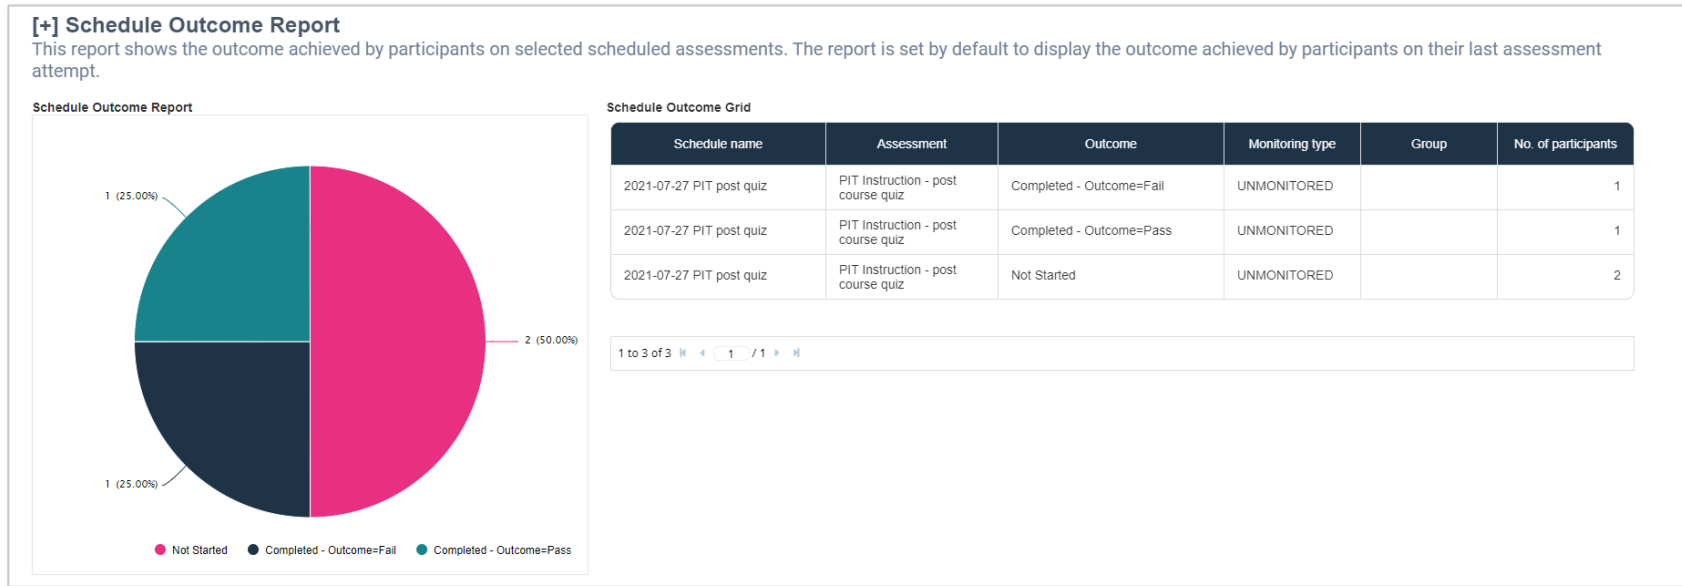 [+] Schedule Outcome Report
This report shows the outcome achieved by participants on selected scheduled assessments. The report is set by default to display the outcome achieved by participants on their last assessment
attempt.
Schedule Outcome Report
1 (25.00%)
2 (50.00%)
1 (25.00%)
Not Started Completed - Outcome=Fail Completed - Outcome=Pass
Schedule Outcome Grid
Schedule name Assessment Outcome Monitoring type Group No. of participants
2021-07-27 PIT post quiz PIT Instruction - post
course quiz Completed - Outcome=Fail UNMONITORED 1
2021-07-27 PIT post quiz PIT Instruction - post
course quiz Completed - Outcome=Pass UNMONITORED 1
2021-07-27 PIT post quiz PIT Instruction - post
course quiz Not Started UNMONITORED 2
1 to 3 of 3 1 / 1